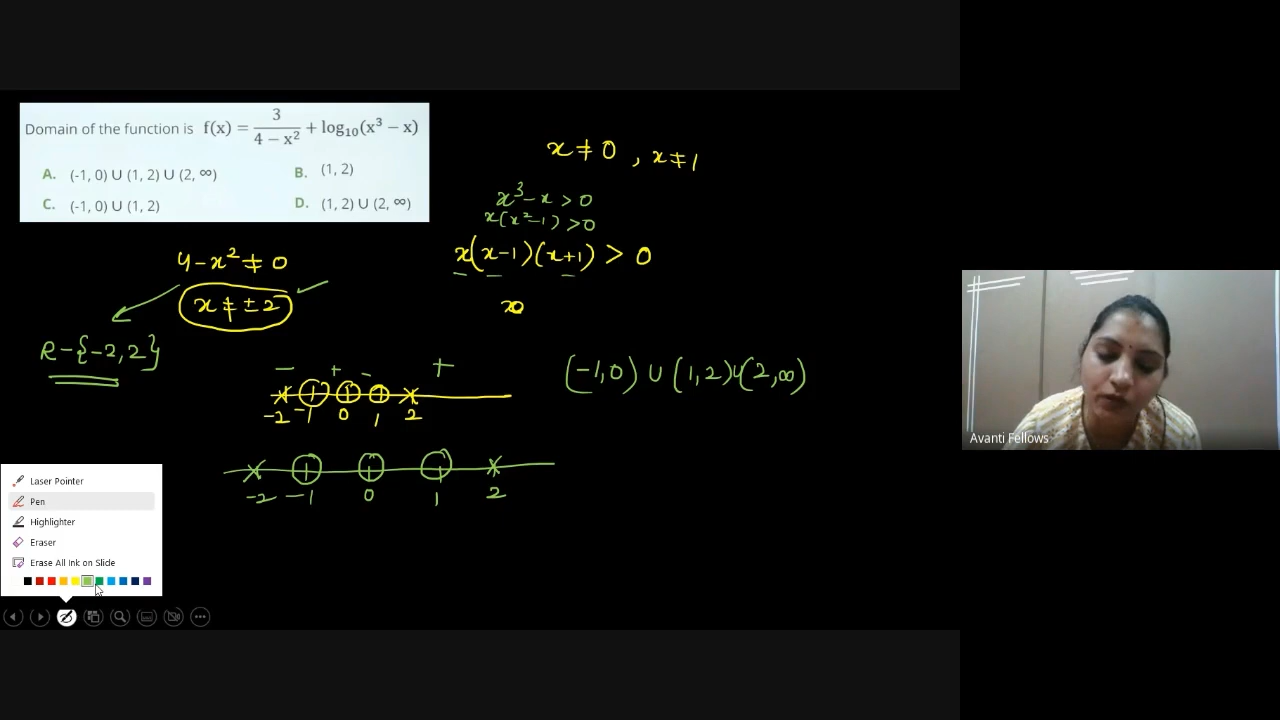 Domain of the function is f(x) = 3/(4 − x²) + log₁₀(x³ − x)
A. (-1, 0) ∪ (1, 2) ∪ (2, ∞)
B. (1, 2)
C. (-1, 0) ∪ (1, 2)
D. (1, 2) ∪ (2, ∞)
x ≠ 0 , x ≠ 1
x³ − x > 0
x(x² − 1) > 0
x(x−1)(x+1) > 0
4 − x² ≠ 0
x ≠ ± 2
R − {−2, 2}
− + − +
-2 -1 0 1 2
(−1, 0) ∪ (1, 2) ∪ (2, ∞)
-2 -1 0 1 2
Avanti Fellows
Laser Pointer
Pen
Highlighter
Eraser
Erase All Ink on Slide